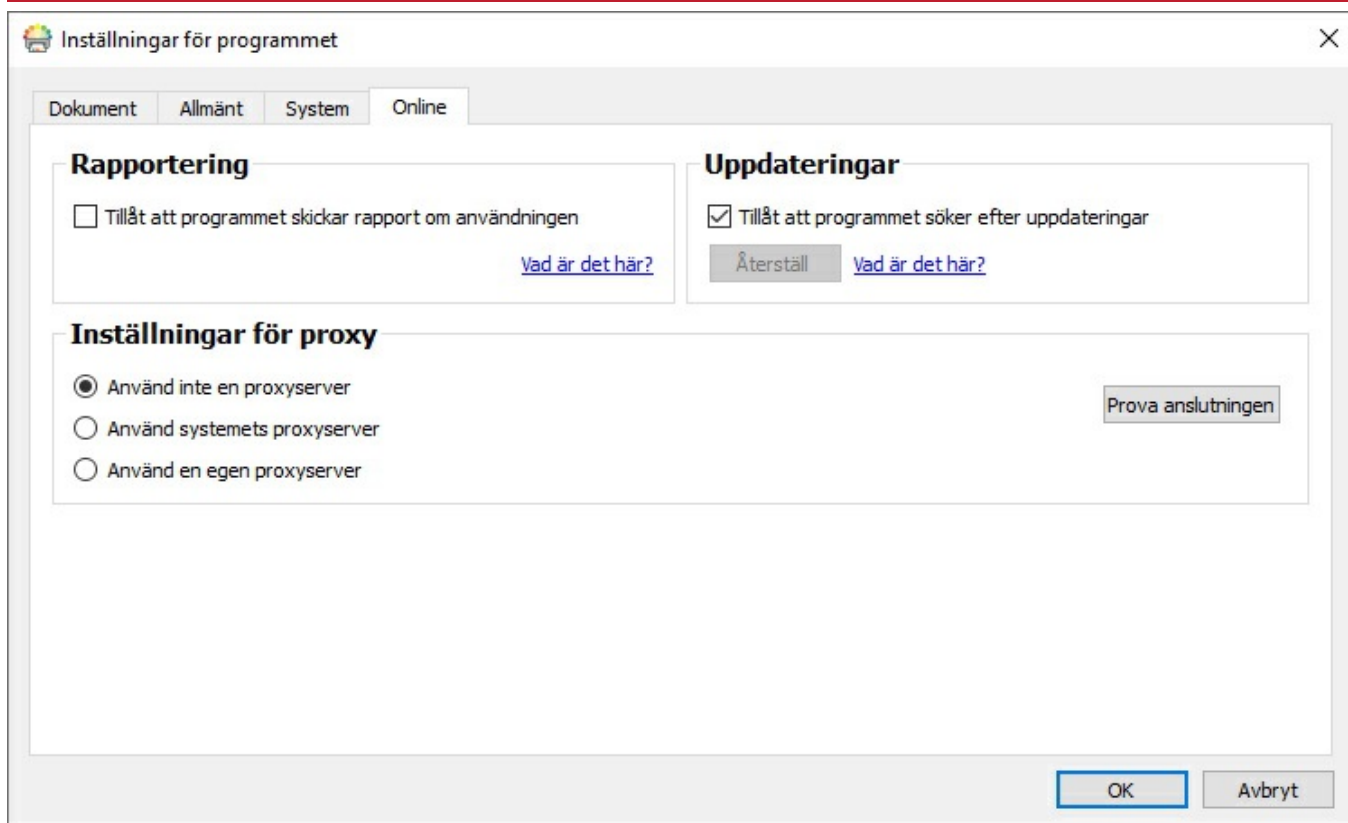 Inställningar för programmet
Dokument Allmänt System Online
Rapportering
Tillåt att programmet skickar rapport om användningen
Vad är det här?
Uppdateringar
Tillåt att programmet söker efter uppdateringar
Återställ Vad är det här?
Inställningar för proxy
Använd inte en proxyserver
Använd systemets proxyserver
Använd en egen proxyserver
Prova anslutningen
OK Avbryt